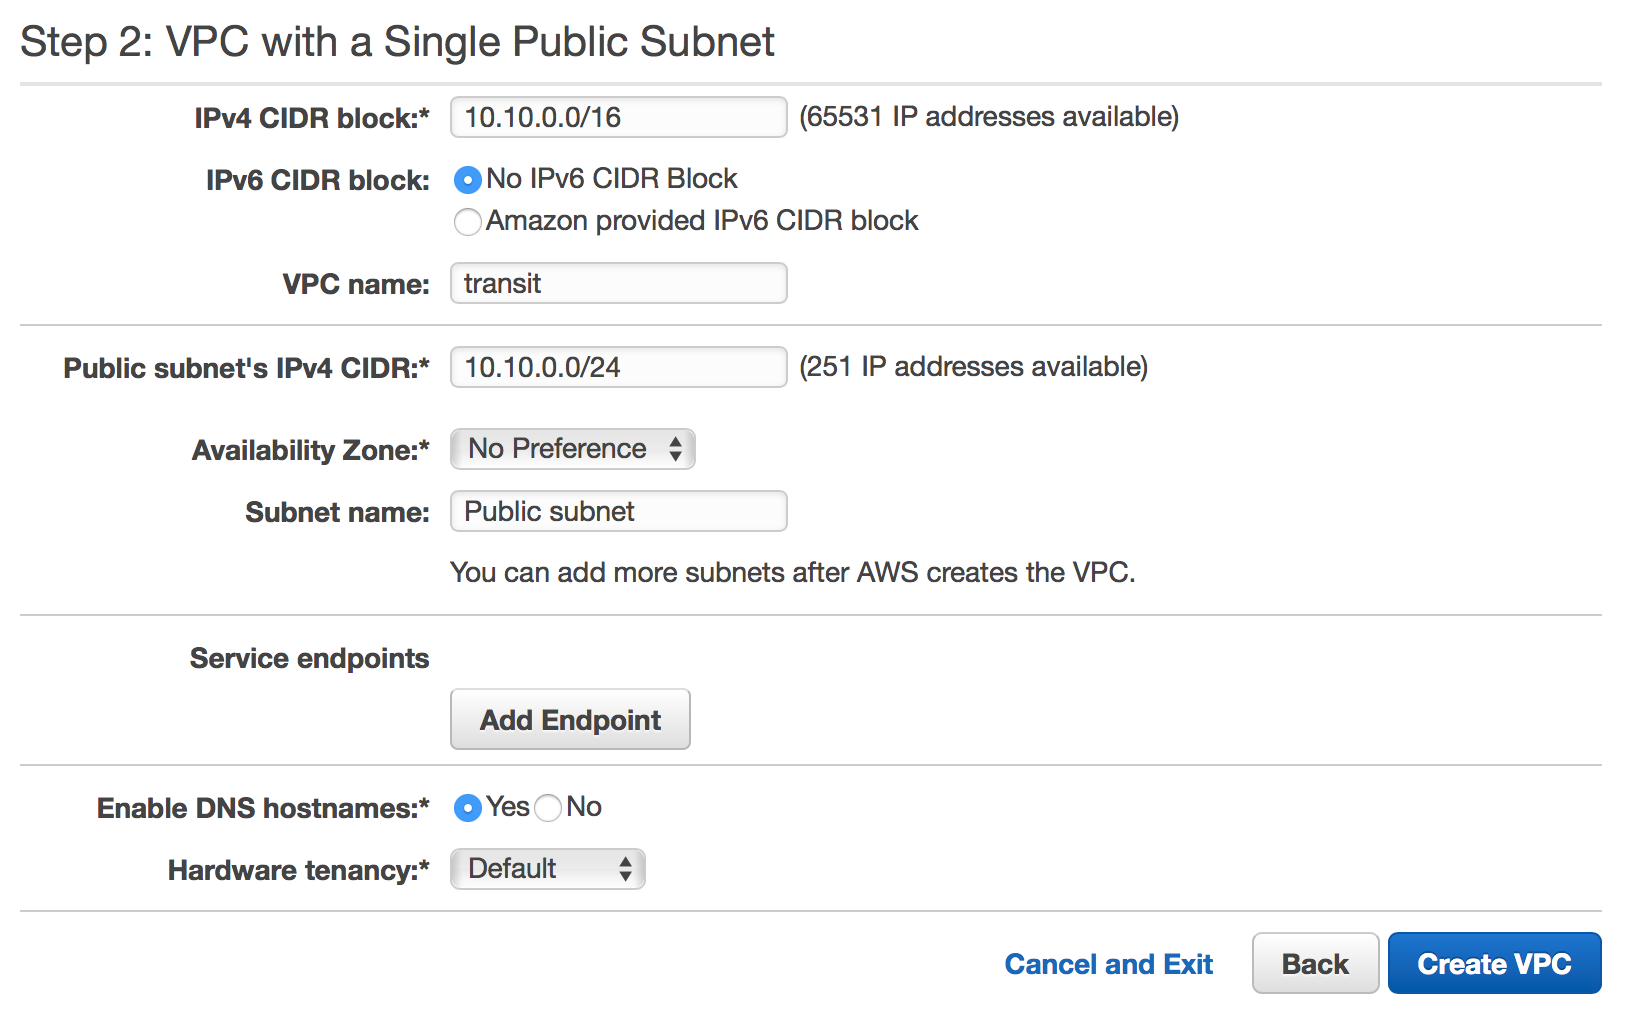 Step 2: VPC with a Single Public Subnet
IPv4 CIDR block:* 10.10.0.0/16 (65531 IP addresses available)
IPv6 CIDR block: No IPv6 CIDR Block
Amazon provided IPv6 CIDR block
VPC name: transit
Public subnet's IPv4 CIDR:* 10.10.0.0/24 (251 IP addresses available)
Availability Zone:* No Preference
Subnet name: Public subnet
You can add more subnets after AWS creates the VPC.
Service endpoints
Add Endpoint
Enable DNS hostnames:* Yes No
Hardware tenancy:* Default
Cancel and Exit Back Create VPC